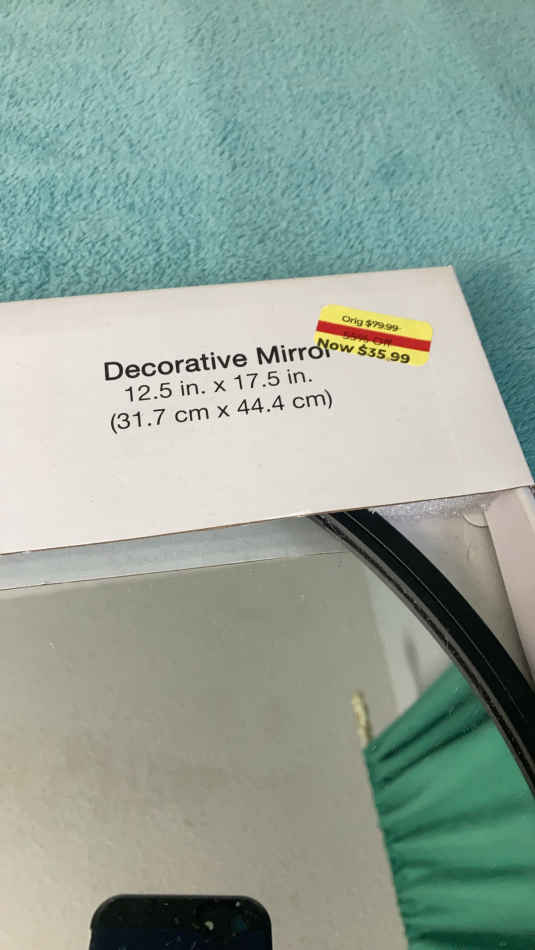 Orig $79.99
55% Off
Now $35.99
Decorative Mirror
12.5 in. x 17.5 in.
(31.7 cm x 44.4 cm)